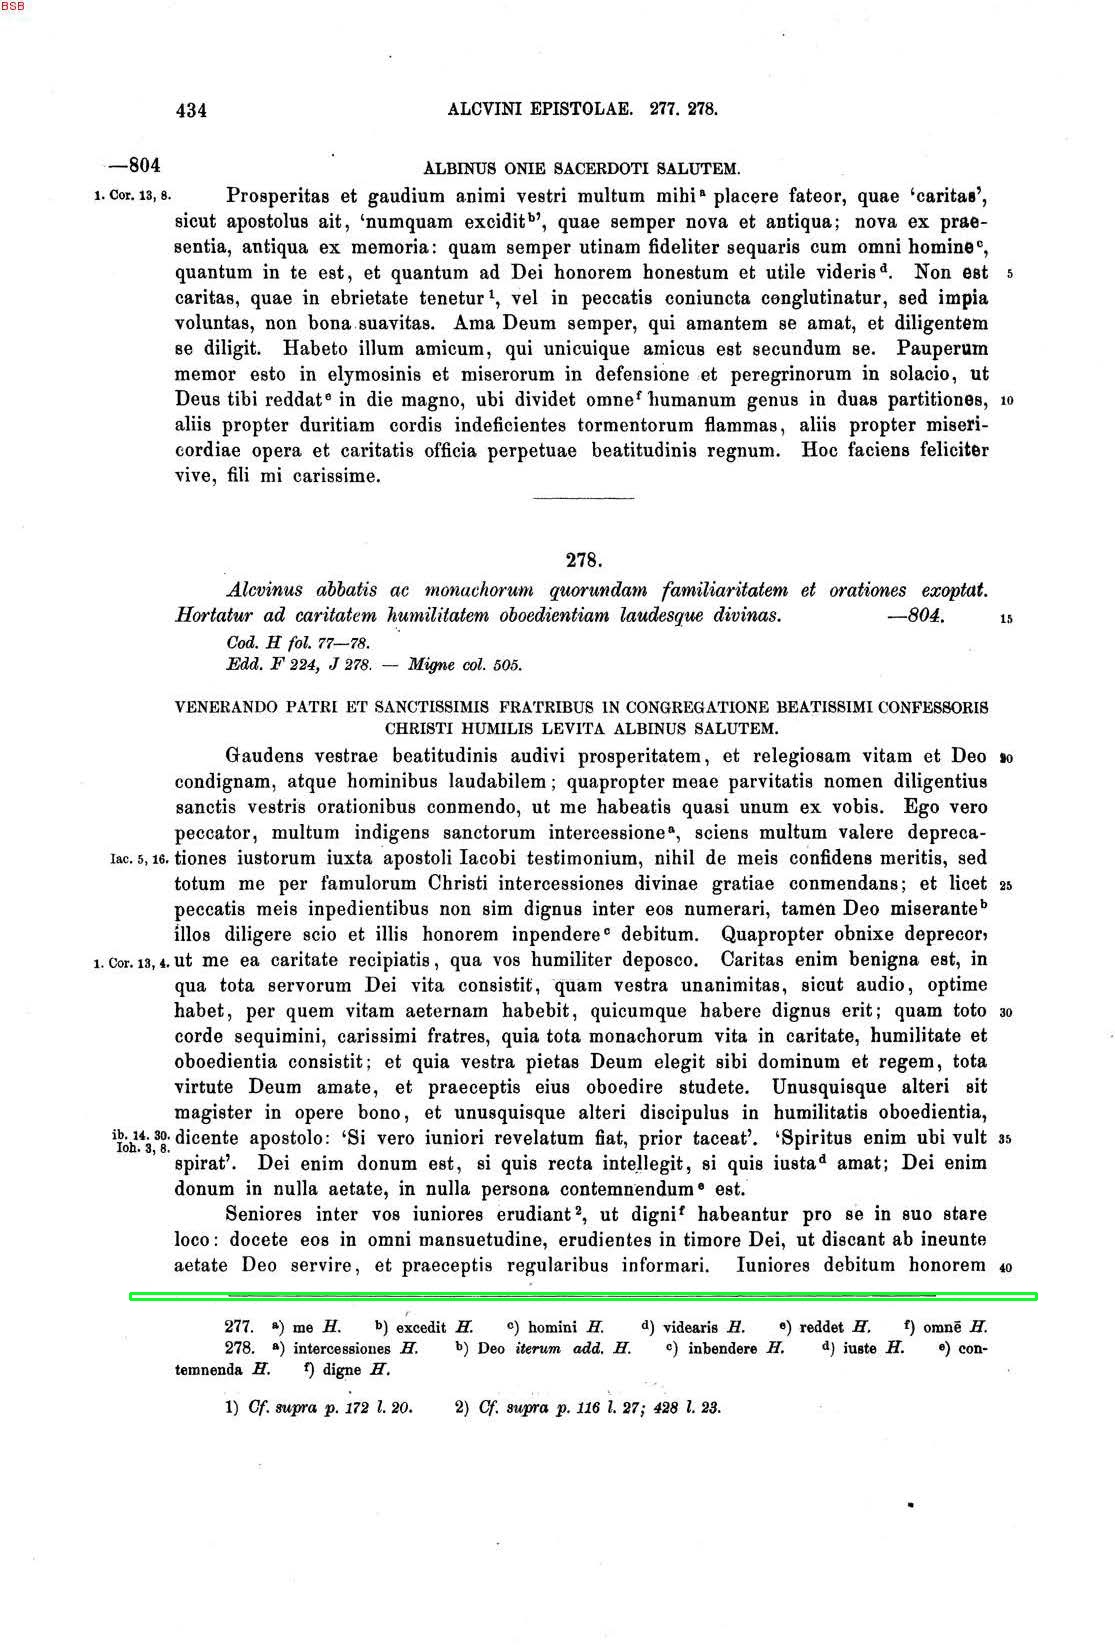 BSB
434 ALCVINI EPISTOLAE. 277. 278.
—804 ALBINUS ONIE SACERDOTI SALUTEM.
1. Cor. 13, 8. Prosperitas et gaudium animi vestri multum mihi ᵃ placere fateor, quae ‘caritas’,
sicut apostolus ait, ‘numquam excidit ᵇ’, quae semper nova et antiqua; nova ex prae-
sentia, antiqua ex memoria: quam semper utinam fideliter sequaris cum omni homine ᶜ,
quantum in te est, et quantum ad Dei honorem honestum et utile videris ᵈ. Non est 5
caritas, quae in ebrietate tenetur ¹, vel in peccatis coniuncta conglutinatur, sed impia
voluntas, non bona suavitas. Ama Deum semper, qui amantem se amat, et diligentem
se diligit. Habeto illum amicum, qui unicuique amicus est secundum se. Pauperum
memor esto in elymosinis et miserorum in defensione et peregrinorum in solacio, ut
Deus tibi reddat ᵉ in die magno, ubi dividet omne ᶠ humanum genus in duas partitiones, 10
aliis propter duritiam cordis indeficientes tormentorum flammas, aliis propter miseri-
cordiae opera et caritatis officia perpetuae beatitudinis regnum. Hoc faciens feliciter
vive, fili mi carissime.
278.
Alcvinus abbatis ac monachorum quorundam familiaritatem et orationes exoptat.
Hortatur ad caritatem humilitatem oboedientiam laudesque divinas. —804. 15
Cod. H fol. 77—78.
Edd. F 224, J 278. — Migne col. 505.
VENERANDO PATRI ET SANCTISSIMIS FRATRIBUS IN CONGREGATIONE BEATISSIMI CONFESSORIS
CHRISTI HUMILIS LEVITA ALBINUS SALUTEM.
Gaudens vestrae beatitudinis audivi prosperitatem, et relegiosam vitam et Deo 20
condignam, atque hominibus laudabilem; quapropter meae parvitatis nomen diligentius
sanctis vestris orationibus conmendo, ut me habeatis quasi unum ex vobis. Ego vero
peccator, multum indigens sanctorum intercessione ᵃ, sciens multum valere depreca-
Iac. 5, 16. tiones iustorum iuxta apostoli Iacobi testimonium, nihil de meis confidens meritis, sed
totum me per famulorum Christi intercessiones divinae gratiae conmendans; et licet 25
peccatis meis inpedientibus non sim dignus inter eos numerari, tamen Deo miserante ᵇ
illos diligere scio et illis honorem inpendere ᶜ debitum. Quapropter obnixe deprecor,
1. Cor. 13, 4. ut me ea caritate recipiatis, qua vos humiliter deposco. Caritas enim benigna est, in
qua tota servorum Dei vita consistit, quam vestra unanimitas, sicut audio, optime
habet, per quem vitam aeternam habebit, quicumque habere dignus erit; quam toto 30
corde sequimini, carissimi fratres, quia tota monachorum vita in caritate, humilitate et
oboedientia consistit; et quia vestra pietas Deum elegit sibi dominum et regem, tota
virtute Deum amate, et praeceptis eius oboedire studete. Unusquisque alteri sit
magister in opere bono, et unusquisque alteri discipulus in humilitatis oboedientia,
ib. 14. 30. dicente apostolo: ‘Si vero iuniori revelatum fiat, prior taceat’. ‘Spiritus enim ubi vult 35
Ioh. 3, 8. spirat’. Dei enim donum est, si quis recta intellegit, si quis iusta ᵈ amat; Dei enim
donum in nulla aetate, in nulla persona contemnendum ᵉ est.
Seniores inter vos iuniores erudiant ², ut digni ᶠ habeantur pro se in suo stare
loco: docete eos in omni mansuetudine, erudientes in timore Dei, ut discant ab ineunte
aetate Deo servire, et praeceptis regularibus informari. Iuniores debitum honorem 40
277. ᵃ) me H. ᵇ) excedit H. ᶜ) homini H. ᵈ) videaris H. ᵉ) reddet H. ᶠ) omnē H.
278. ᵃ) intercessiones H. ᵇ) Deo iterum add. H. ᶜ) inbendere H. ᵈ) iuste H. ᵉ) con-
temnenda H. ᶠ) digne H.
1) Cf. supra p. 172 l. 20. 2) Cf. supra p. 116 l. 27; 428 l. 23.